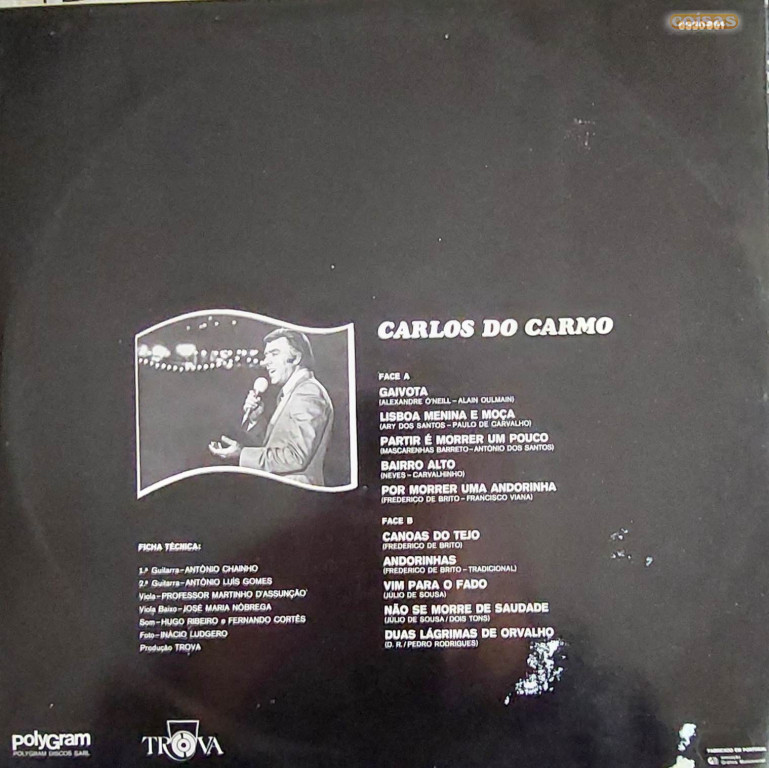 coisas
CARLOS DO CARMO
FACE A
GAIVOTA
(ALEXANDRE O'NEILL – ALAIN OULMAIN)
LISBOA MENINA E MOÇA
(ARY DOS SANTOS – PAULO DE CARVALHO)
PARTIR É MORRER UM POUCO
(MASCARENHAS BARRETO – ANTÓNIO DOS SANTOS)
BAIRRO ALTO
(NEVES – CARVALHINHO)
POR MORRER UMA ANDORINHA
(FREDERICO DE BRITO – FRANCISCO VIANA)
FACE B
CANOAS DO TEJO
(FREDERICO DE BRITO)
ANDORINHAS
(FREDERICO DE BRITO – TRADICIONAL)
VIM PARA O FADO
(JÚLIO DE SOUSA)
NÃO SE MORRE DE SAUDADE
(JÚLIO DE SOUSA / DOIS TONS)
DUAS LÁGRIMAS DE ORVALHO
(D. R. / PEDRO RODRIGUES)
FICHA TÉCNICA:
1.ª Guitarra – ANTÓNIO CHAINHO
2.ª Guitarra – ANTÓNIO LUÍS GOMES
Viola – PROFESSOR MARTINHO D'ASSUNÇÃO
Viola Baixo – JOSÉ MARIA NÓBREGA
Som – HUGO RIBEIRO e FERNANDO CORTÊS
Foto – INÁCIO LUDGERO
Produção TROVA
polyGram
POLYGRAM DISCOS SARL
TROVA
FABRICADO EM PORTUGAL